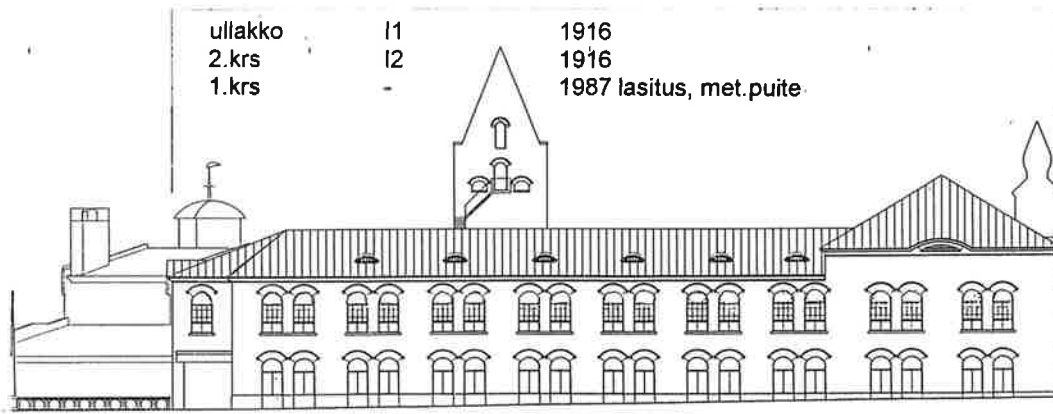 ullakko I1 1916
2.krs I2 1916
1.krs - 1987 lasitus, met.puite